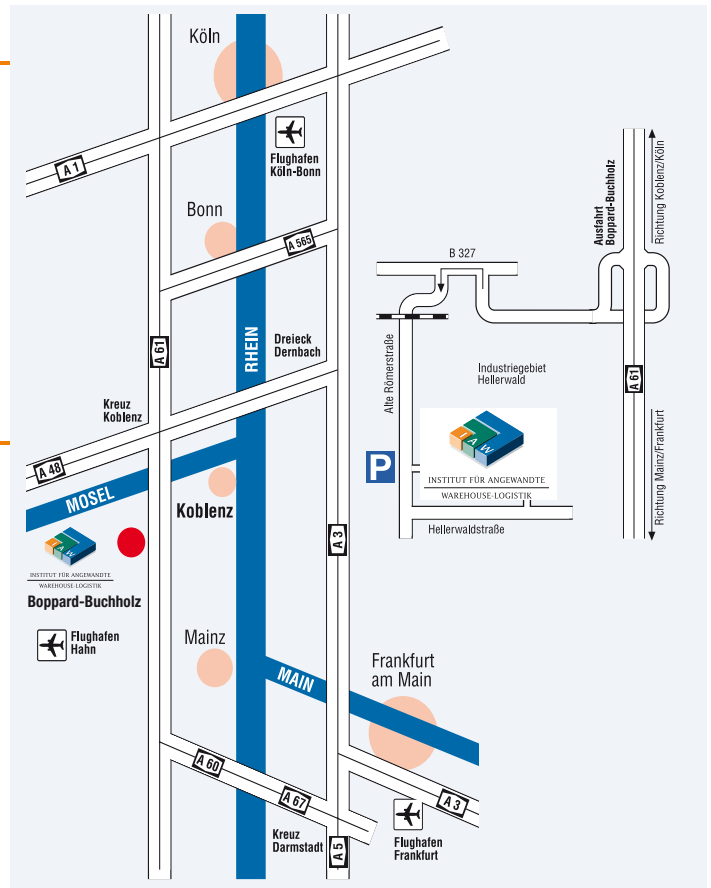 Köln
A 1
Flughafen
Köln-Bonn
Bonn
A 565
A 61
RHEIN
Dreieck
Dernbach
Kreuz
Koblenz
A 48
MOSEL
Koblenz
A 3
IAW
INSTITUT FÜR ANGEWANDTE
WAREHOUSE-LOGISTIK
Boppard-Buchholz
Flughafen
Hahn
Mainz
MAIN
Frankfurt
am Main
A 60
A 67
A 3
Kreuz
Darmstadt
A 5
Flughafen
Frankfurt
Ausfahrt
Boppard-Buchholz
Richtung Koblenz/Köln
B 327
Alte Römerstraße
Industriegebiet
Hellerwald
A 61
P
IAW
INSTITUT FÜR ANGEWANDTE
WAREHOUSE-LOGISTIK
Hellerwaldstraße
Richtung Mainz/Frankfurt